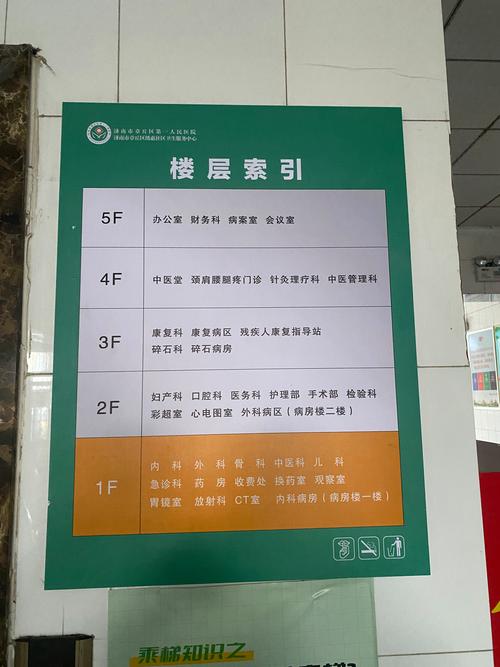 济南市章丘区第一人民医院
济南市章丘区绣惠社区卫生服务中心
楼层索引
5F 办公室 财务科 病案室 会议室
4F 中医堂 颈肩腰腿疼门诊 针灸理疗科 中医管理科
3F 康复科 康复病区 残疾人康复指导站
碎石科 碎石病房
2F 妇产科 口腔科 医务科 护理部 手术部 检验科
彩超室 心电图室 外科病区（病房楼二楼）
1F 内科 外科 骨科 中医科 儿科
急诊科 药房 收费处 换药室 观察室
胃镜室 放射科 CT室 内科病房（病房楼一楼）
乘梯知识之